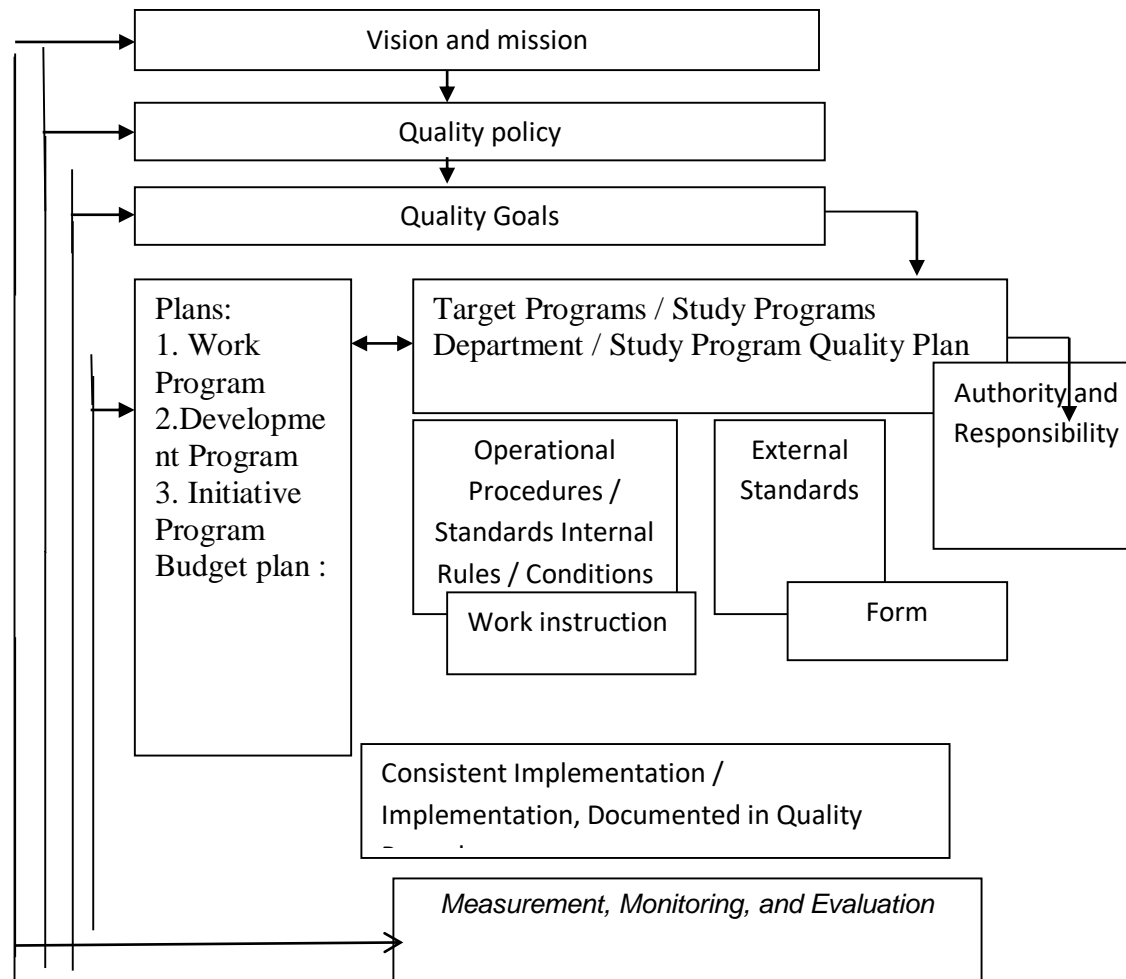 Vision and mission
Quality policy
Quality Goals
Plans:
1. Work
Program
2.Developme
nt Program
3. Initiative
Program
Budget plan :
Target Programs / Study Programs
Department / Study Program Quality Plan
Authority and
Responsibility
Operational
Procedures /
Standards Internal
Rules / Conditions
External
Standards
Work instruction
Form
Consistent Implementation /
Implementation, Documented in Quality
Measurement, Monitoring, and Evaluation